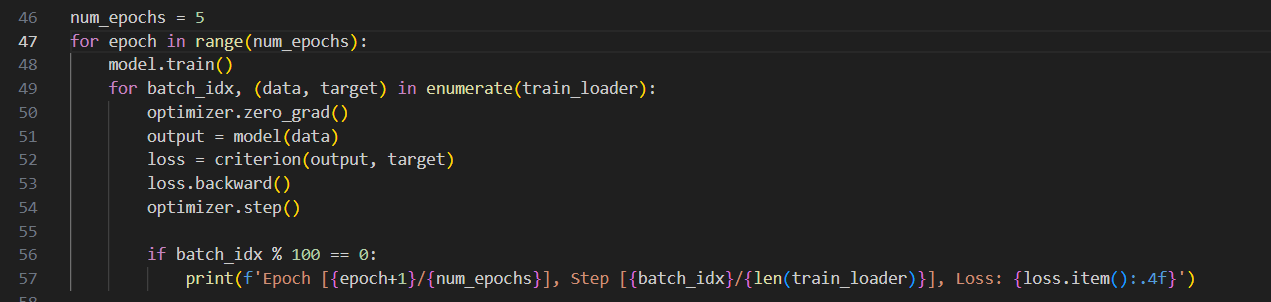 46 num_epochs = 5
47 for epoch in range(num_epochs):
48     model.train()
49     for batch_idx, (data, target) in enumerate(train_loader):
50         optimizer.zero_grad()
51         output = model(data)
52         loss = criterion(output, target)
53         loss.backward()
54         optimizer.step()
55
56         if batch_idx % 100 == 0:
57             print(f'Epoch [{epoch+1}/{num_epochs}], Step [{batch_idx}/{len(train_loader)}], Loss: {loss.item():.4f}')
58